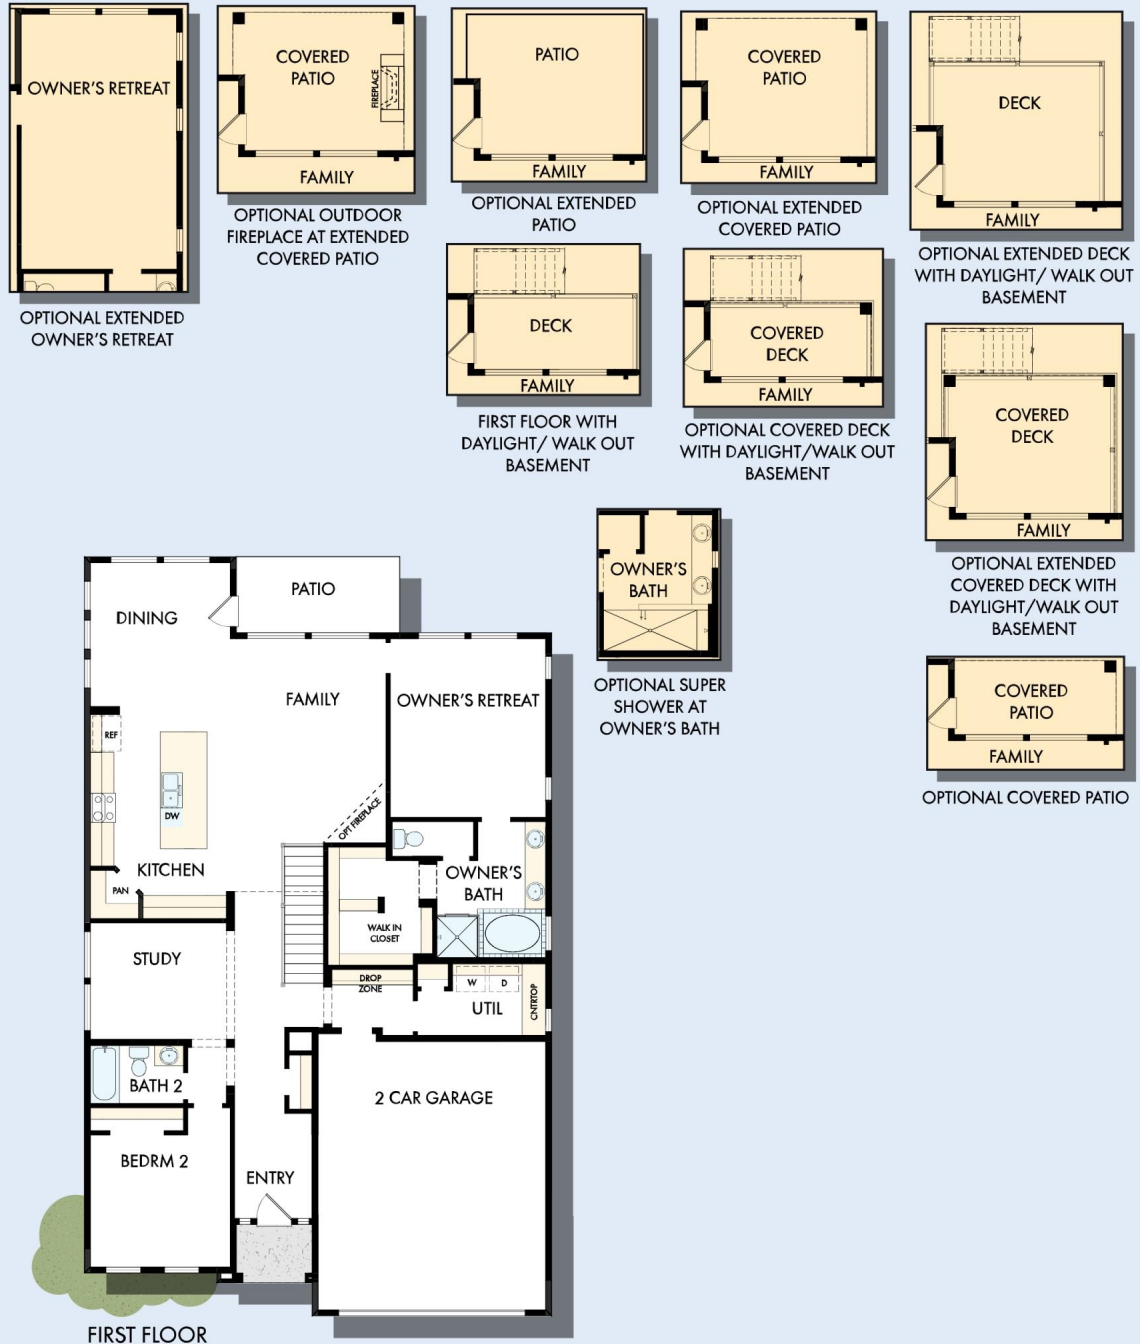 OWNER'S RETREAT
OPTIONAL EXTENDED
OWNER'S RETREAT
COVERED
PATIO
FIREPLACE
FAMILY
OPTIONAL OUTDOOR
FIREPLACE AT EXTENDED
COVERED PATIO
PATIO
FAMILY
OPTIONAL EXTENDED
PATIO
COVERED
PATIO
FAMILY
OPTIONAL EXTENDED
COVERED PATIO
DECK
FAMILY
OPTIONAL EXTENDED DECK
WITH DAYLIGHT/ WALK OUT
BASEMENT
DECK
FAMILY
FIRST FLOOR WITH
DAYLIGHT/ WALK OUT
BASEMENT
COVERED
DECK
FAMILY
OPTIONAL COVERED DECK
WITH DAYLIGHT/WALK OUT
BASEMENT
COVERED
DECK
FAMILY
OPTIONAL EXTENDED
COVERED DECK WITH
DAYLIGHT/WALK OUT
BASEMENT
OWNER'S
BATH
OPTIONAL SUPER
SHOWER AT
OWNER'S BATH
COVERED
PATIO
FAMILY
OPTIONAL COVERED PATIO
PATIO
DINING
FAMILY
OWNER'S RETREAT
REF
DW
OPT FIREPLACE
KITCHEN
PAN
OWNER'S
BATH
WALK IN
CLOSET
STUDY
DROP
ZONE
W
D
UTIL
CNTRTOP
BATH 2
2 CAR GARAGE
BEDRM 2
ENTRY
FIRST FLOOR